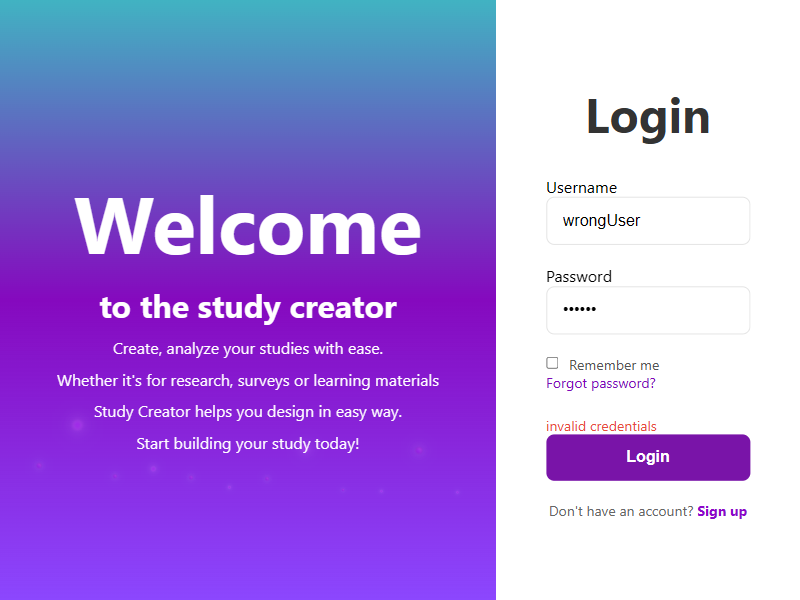 Welcome
to the study creator
Create, analyze your studies with ease.
Whether it's for research, surveys or learning materials
Study Creator helps you design in easy way.
Start building your study today!
Login
Username
wrongUser
Password
••••••
Remember me
Forgot password?
invalid credentials
Login
Don't have an account? Sign up